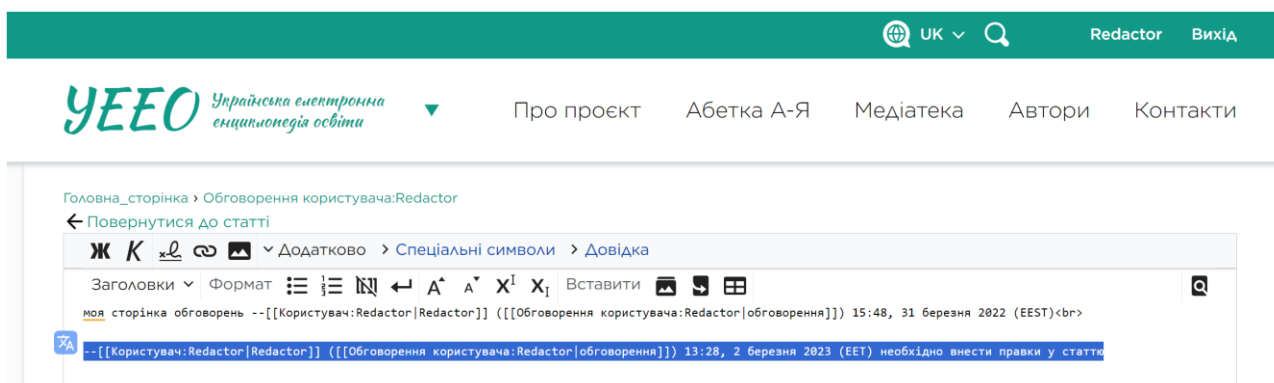 UK Redactor Вихід
УЕЕО Українська електронна енциклопедія освіти Про проєкт Абетка А-Я Медіатека Автори Контакти
Головна_сторінка › Обговорення користувача:Redactor
Повернутися до статті
Ж К Додатково Спеціальні символи Довідка
Заголовки Формат Вставити
моя сторінка обговорень --[[Користувач:Redactor|Redactor]] ([[Обговорення користувача:Redactor|обговорення]]) 15:48, 31 березня 2022 (EEST)<br>
--[[Користувач:Redactor|Redactor]] ([[Обговорення користувача:Redactor|обговорення]]) 13:28, 2 березня 2023 (EET) необхідно внести правки у статтю